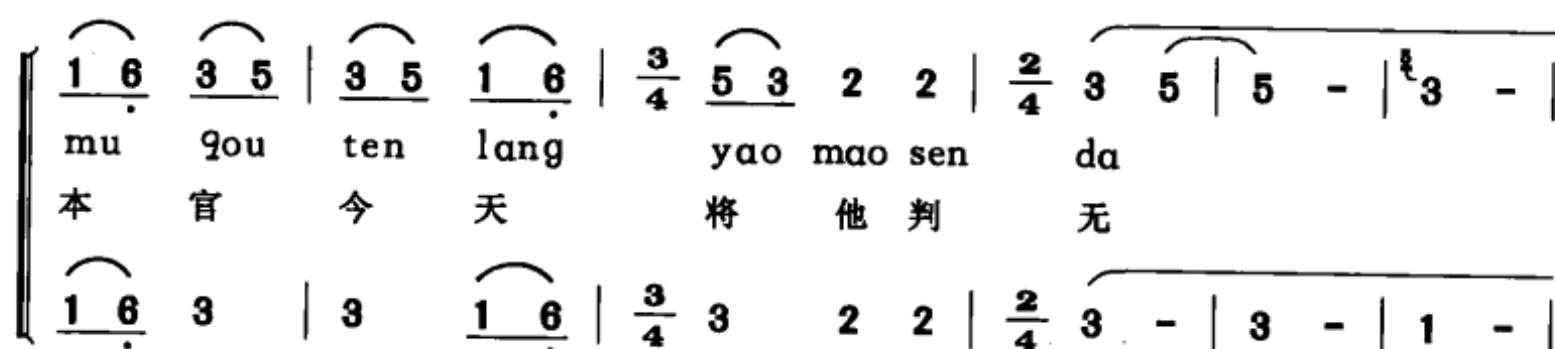 1 6 3 5 | 3 5 1 6 | 3/4 5 3 2 2 | 2/4 3 5 | 5 - | 3 - |
mu gou ten lang yao mao sen da
本 官 今 天 将 他 判 无
1 6 3 | 3 1 6 | 3/4 3 2 2 | 2/4 3 - | 3 - | 1 - |